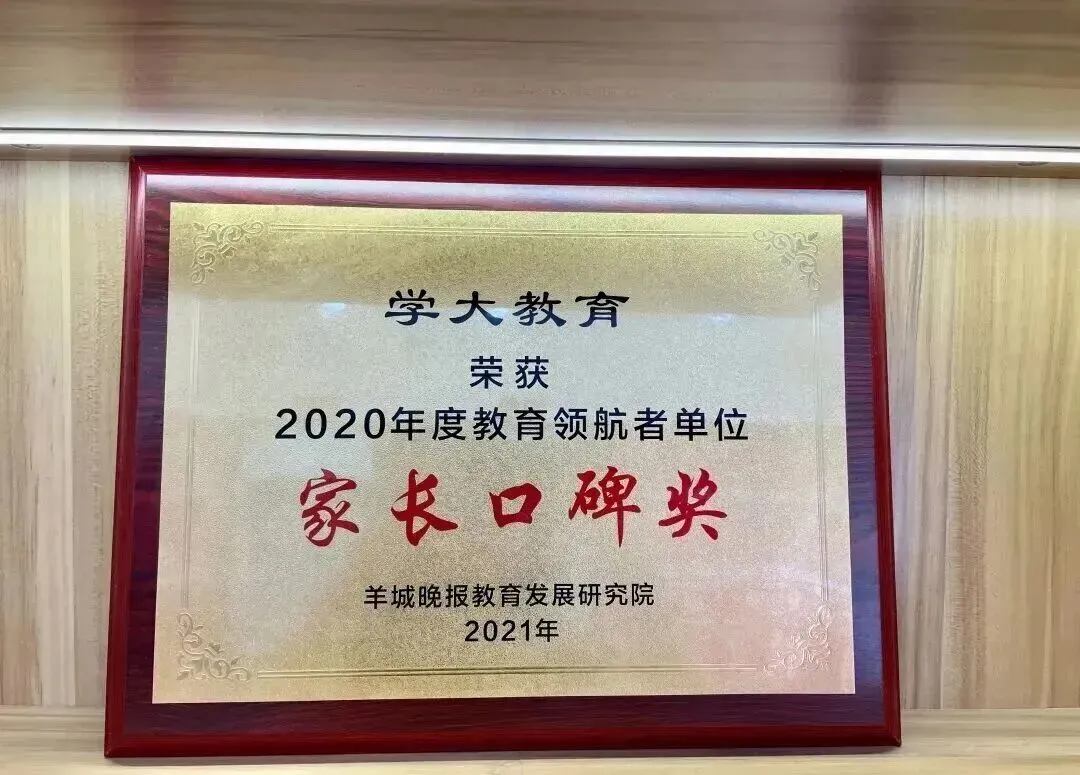 学大教育
荣获
2020年度教育领航者单位
家长口碑奖
羊城晚报教育发展研究院
2021年